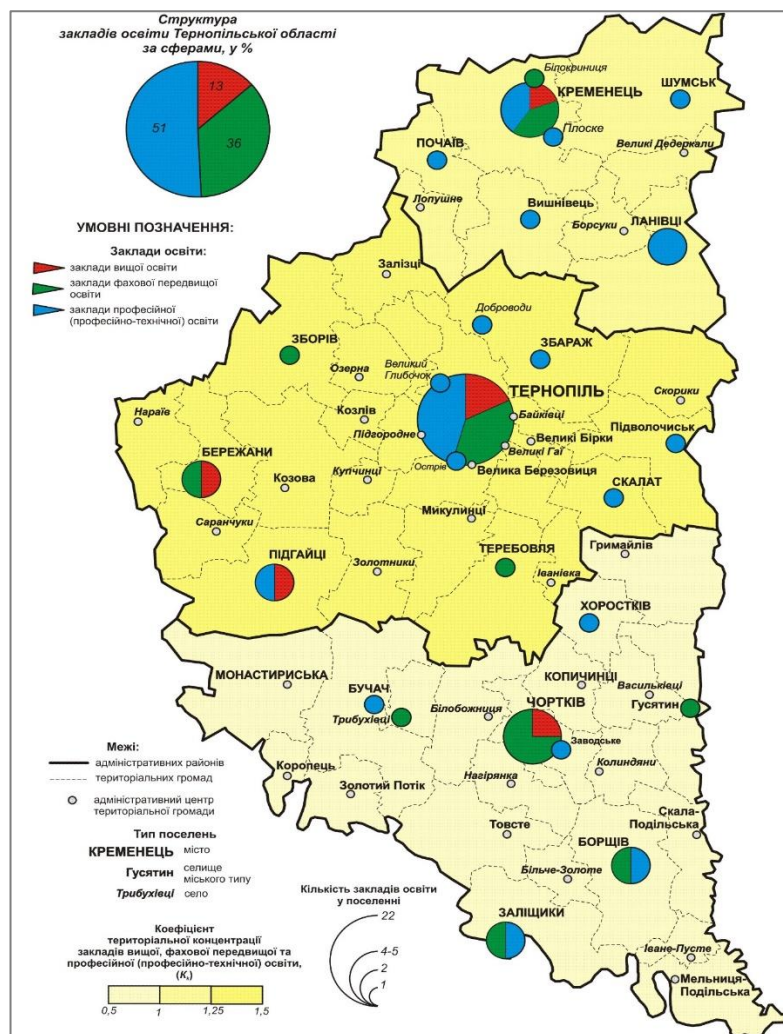 Структура
закладів освіти Тернопільської області
за сферами, у %
13
51
36
УМОВНІ ПОЗНАЧЕННЯ:
Заклади освіти:
заклади вищої освіти
заклади фахової передвищої
освіти
заклади професійної
(професійно-технічної) освіти
Білокриниця
КРЕМЕНЕЦЬ
ШУМСЬК
Плоске
ПОЧАЇВ
Великі Дедеркали
Лопушне
Вишнівець
Борсуки
ЛАНІВЦІ
Залізці
Доброводи
ЗБОРІВ
ЗБАРАЖ
Озерна
Великий
Глибочок
ТЕРНОПІЛЬ
Скорики
Нараїв
Козлів
Байківці
Підгородне
Великі Бірки
Підволочиськ
Великі Гаї
БЕРЕЖАНИ
Острів
Велика Березовиця
Козова
Купчинці
СКАЛАТ
Микулинці
Саранчуки
Гримайлів
ПІДГАЙЦІ
Золотники
ТЕРЕБОВЛЯ
Іванівка
ХОРОСТКІВ
МОНАСТИРИСЬКА
КОПИЧИНЦІ
БУЧАЧ
Васильківці
Білобожниця
ЧОРТКІВ
Гусятин
Трибухівці
Заводське
Межі:
адміністративних районів
територіальних громад
адміністративний центр
територіальної громади
Коропець
Золотий Потік
Нагірянка
Колиндяни
Товсте
Скала-
Подільська
БОРЩІВ
Більче-Золоте
ЗАЛІЩИКИ
Іване-Пусте
Мельниця-
Подільська
Тип поселень
КРЕМЕНЕЦЬ місто
Гусятин селище
міського типу
Трибухівці село
Кількість закладів освіти
у поселенні
22
4-5
2
1
Коефіцієнт
територіальної концентрації
закладів вищої, фахової передвищої та
професійної (професійно-технічної) освіти,
0,5 1 1,25 1,5